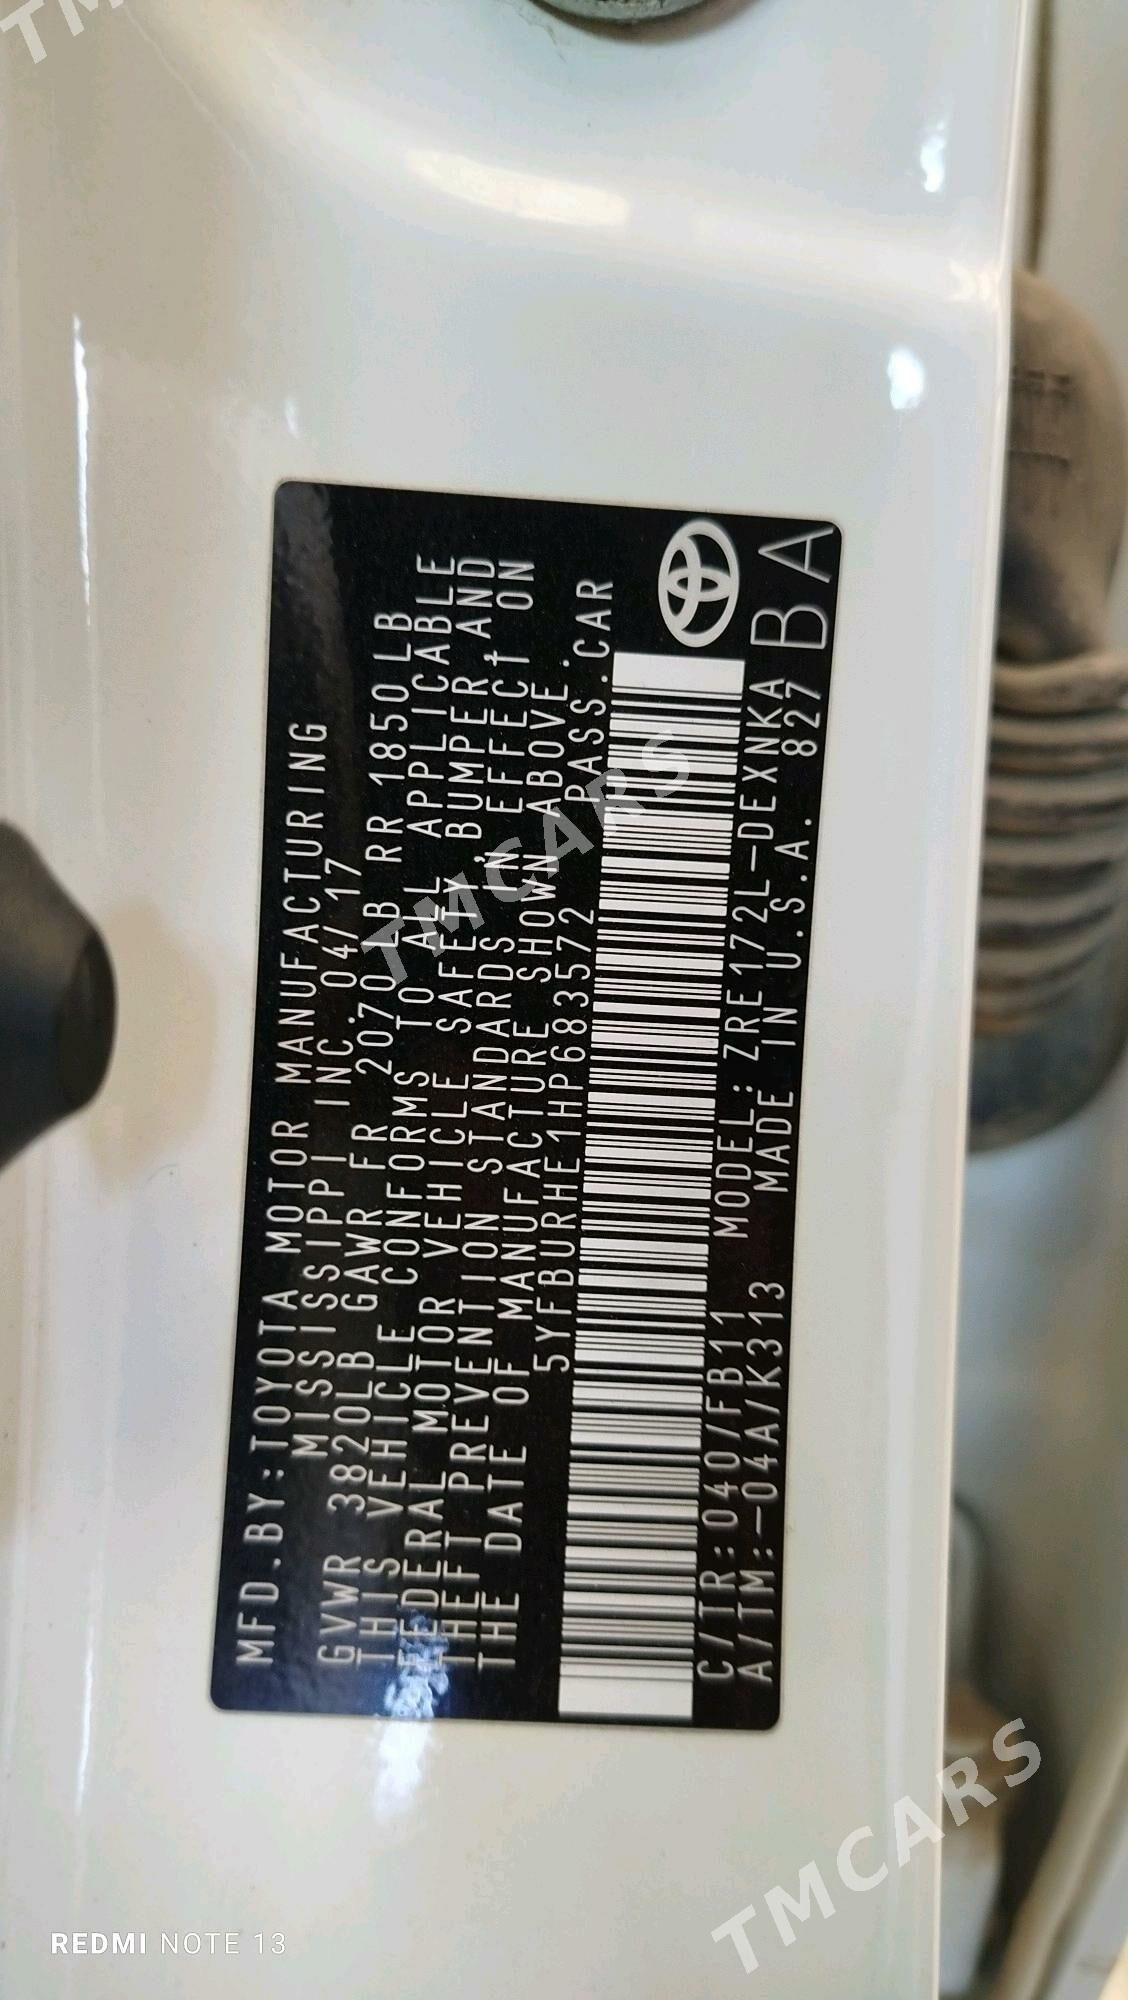 MFD.BY:TOYOTA MOTOR MANUFACTURING
MISSISSIPPI INC. 04/17
GVWR 3820LB GAWR FR 2070LB RR 1850LB
THIS VEHICLE CONFORMS TO ALL APPLICABLE
FEDERAL MOTOR VEHICLE SAFETY, BUMPER, AND
THEFT PREVENTION STANDARDS IN EFFECT ON
THE DATE OF MANUFACTURE SHOWN ABOVE.
5YFBURHE1HP683572 PASS.CAR
C/TR:040/FB11 MODEL: ZRE172L-DEXNKA
A/TM:-04A/K313 MADE IN U.S.A. 827
BA
TMCARS
TMCARS
REDMI NOTE 13